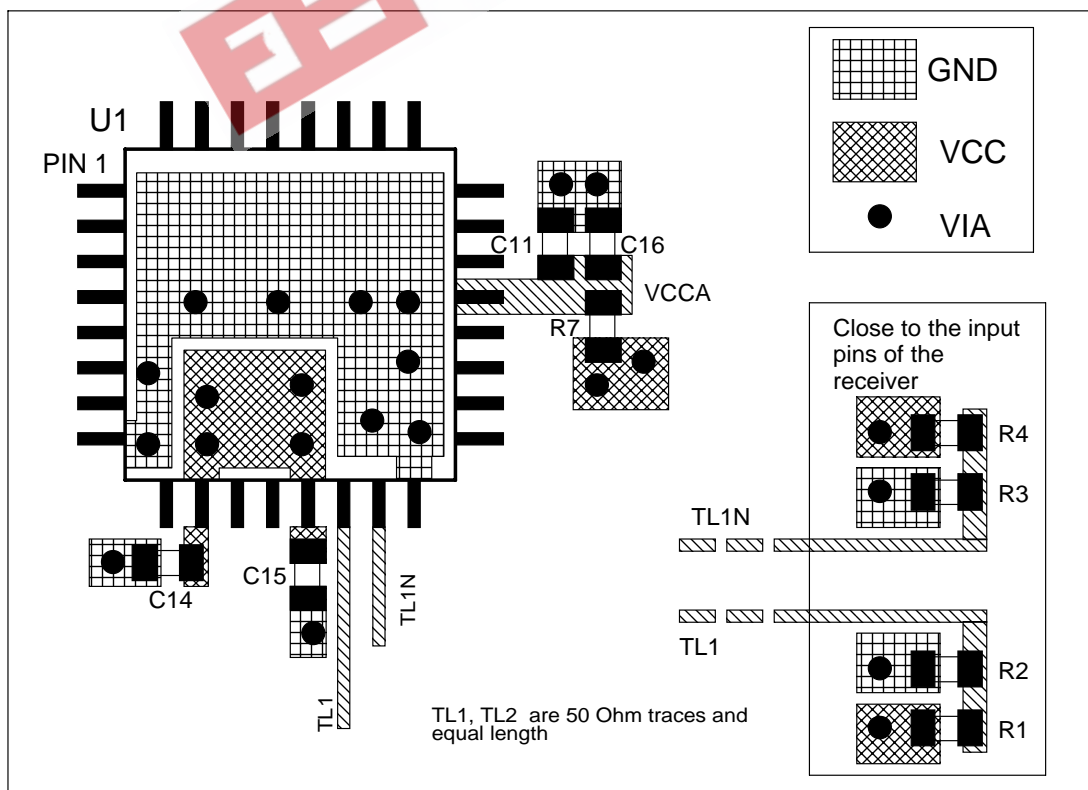 U1
PIN 1
GND
VCC
VIA
C11
C16
VCCA
R7
Close to the input
pins of the
receiver
R4
R3
TL1N
TL1
R2
R1
C14
C15
TL1
TL1N
TL1, TL2 are 50 Ohm traces and
equal length